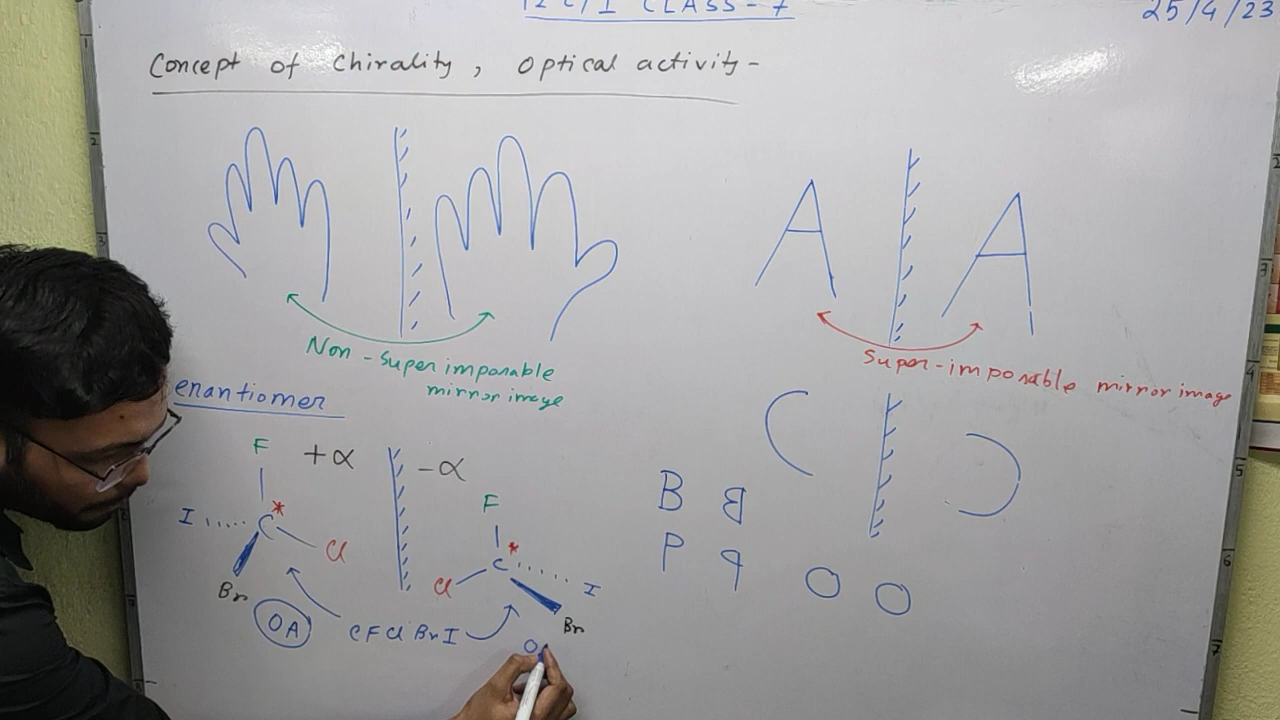 CLASS-7
25/4/23
Concept of Chirality, Optical activity-
A A
Non-Superimposable
mirror image
Super-imposable mirror image
enantiomer
F +α -α
I C* Cl
Br
F
Cl C* I
Br
OA
CFClBrI
O
B B
P P
O O